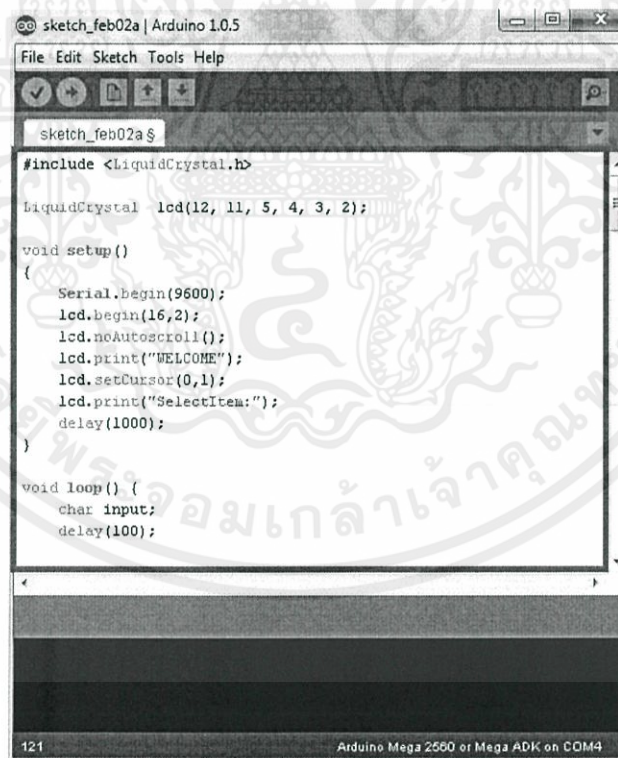 sketch_feb02a | Arduino 1.0.5
File Edit Sketch Tools Help
sketch_feb02a §
#include <LiquidCrystal.h>
LiquidCrystal lcd(12, 11, 5, 4, 3, 2);
void setup()
{
Serial.begin(9600);
lcd.begin(16,2);
lcd.noAutoscroll();
lcd.print("WELCOME");
lcd.setCursor(0,1);
lcd.print("SelectItem:");
delay(1000);
}
void loop() {
char input;
delay(100);
121
Arduino Mega 2560 or Mega ADK on COM4